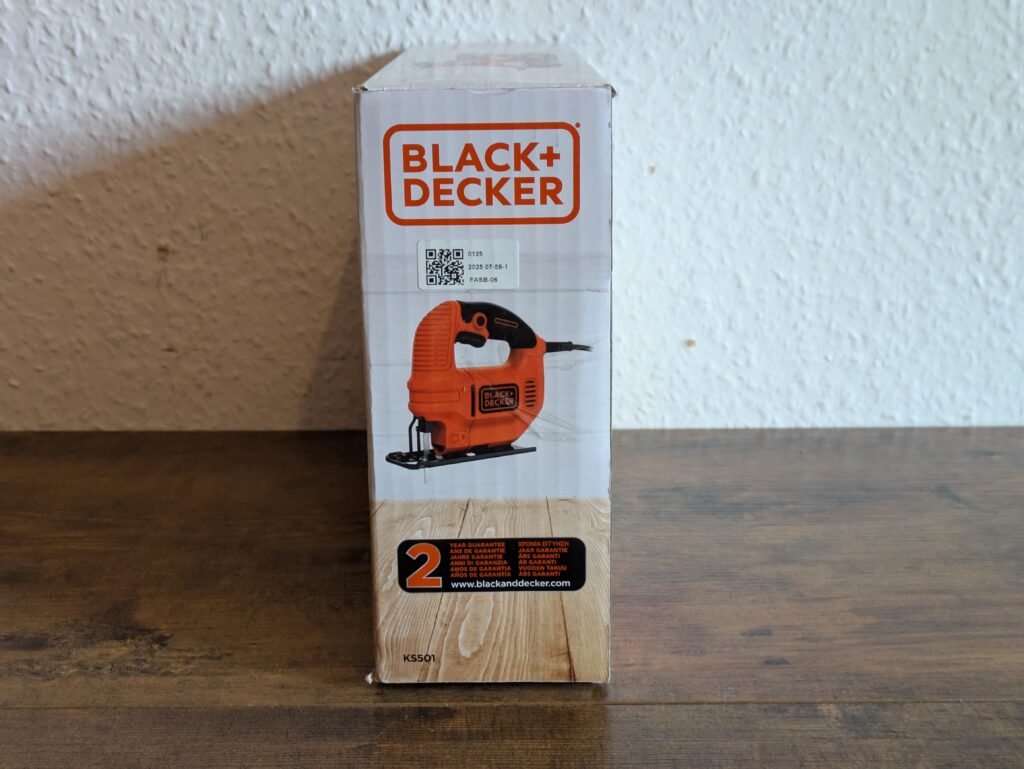 BLACK+
DECKER
0125
2025 07-58-1
FASB-06
BLACK+
DECKER
2
YEAR GUARANTEE
ANS DE GARANTIE
JAHRE GARANTIE
ANNI DI GARANZIA
AÑOS DE GARANTÍA
ANOS DE GARANTIA
ΧΡΟΝΙΑ ΕΓΓΥΗΣΗ
JAAR GARANTIE
ÅRS GARANTI
ÅR GARANTI
VUODEN TAKUU
ÅRS GARANTI
www.blackanddecker.com
KS501